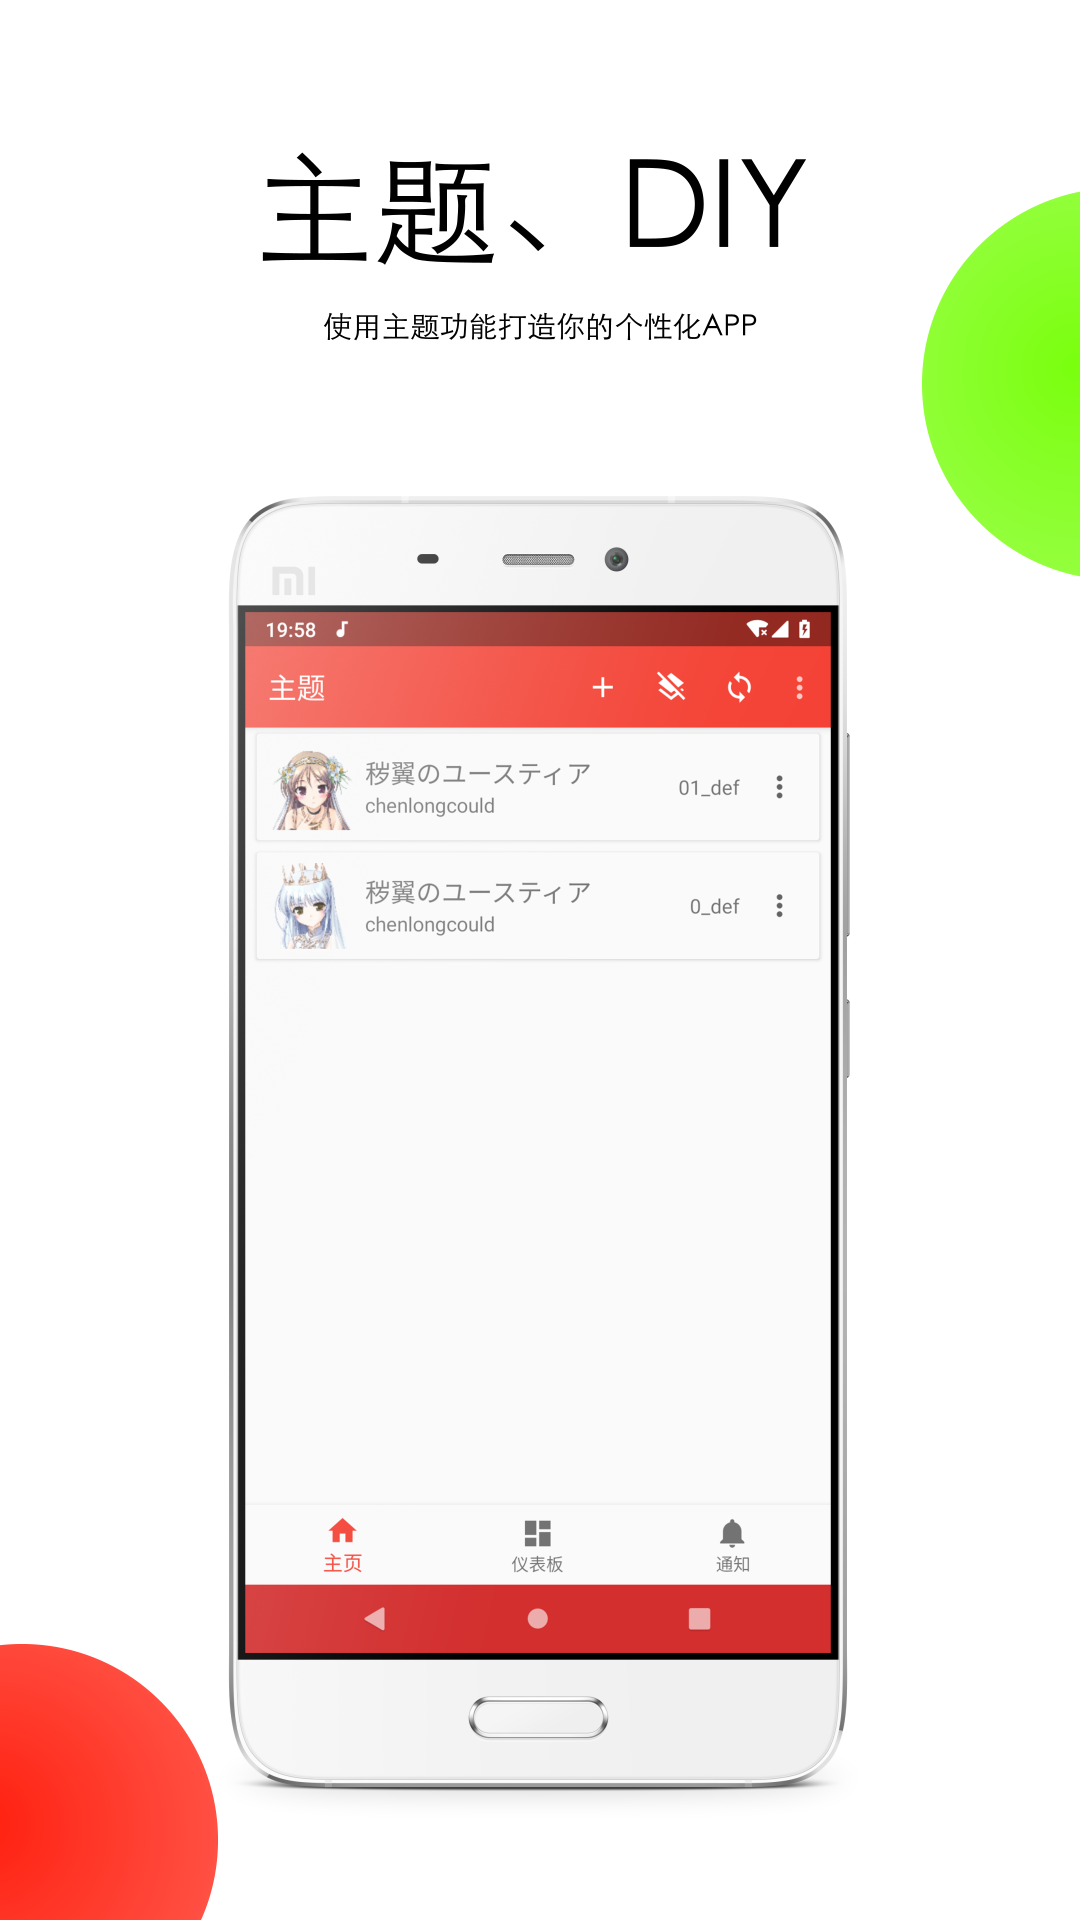 主题、DIY
使用主题功能打造你的个性化APP
MI
19:58
主题
秽翼のユースティア
chenlongcould
01_def
秽翼のユースティア
chenlongcould
0_def
主页
仪表板
通知